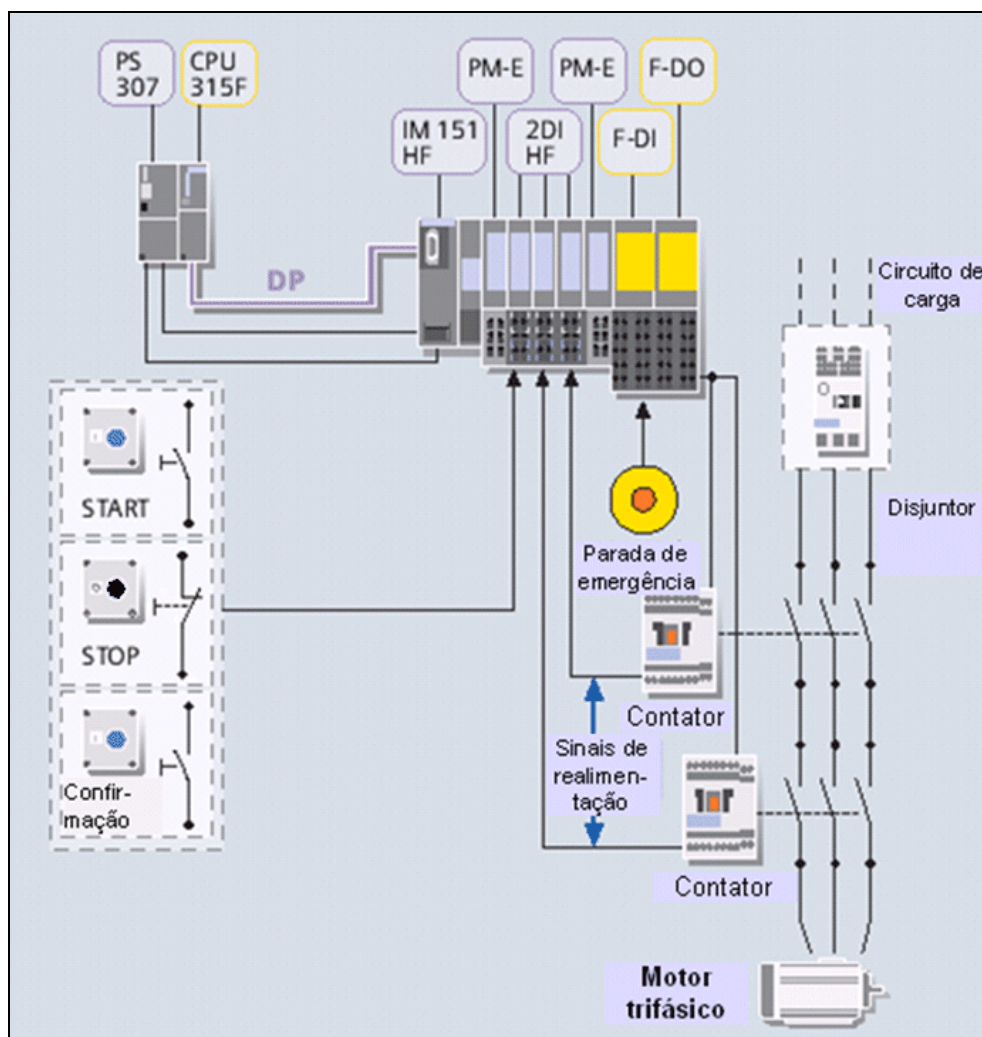 PS
307
CPU
315F
PM-E
PM-E
F-DO
IM 151
HF
2DI
HF
F-DI
DP
Circuito de
carga
START
Disjuntor
Parada de
emergência
STOP
Contator
Sinais de
realimen-
tação
Confir-
mação
Contator
Motor
trifásico